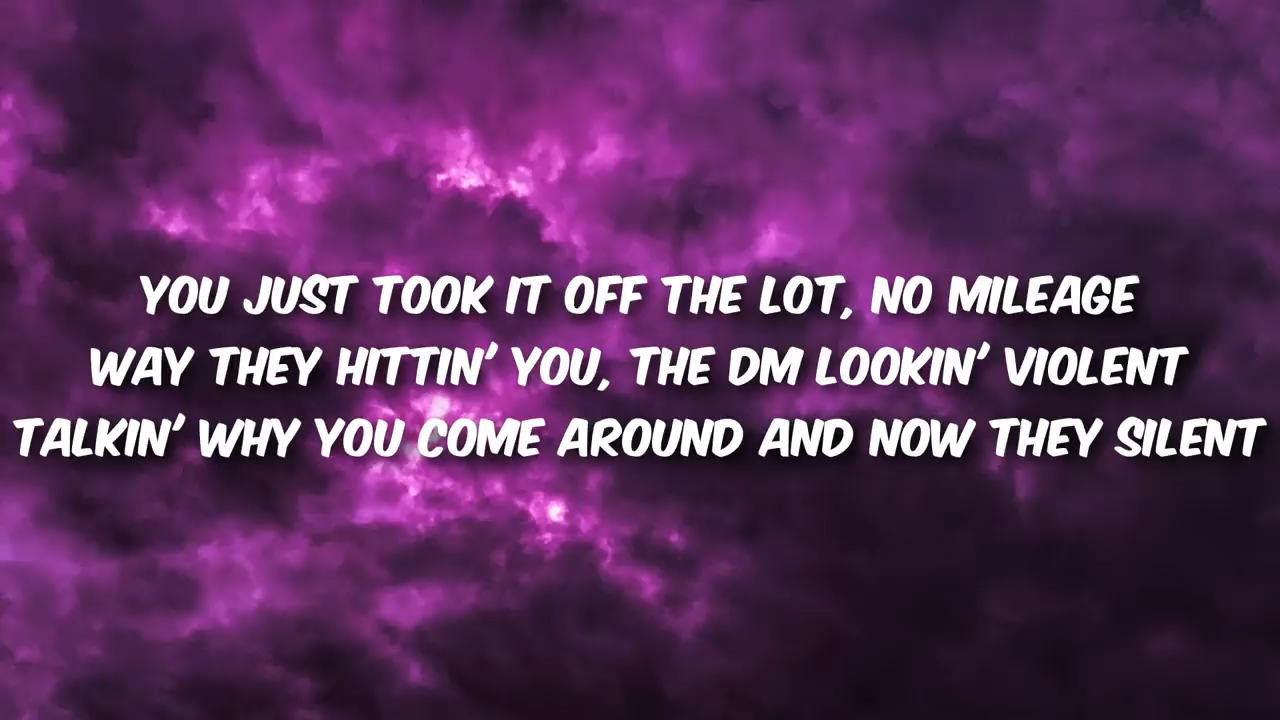 YOU JUST TOOK IT OFF THE LOT, NO MILEAGE
WAY THEY HITTIN' YOU, THE DM LOOKIN' VIOLENT
TALKIN' WHY YOU COME AROUND AND NOW THEY SILENT